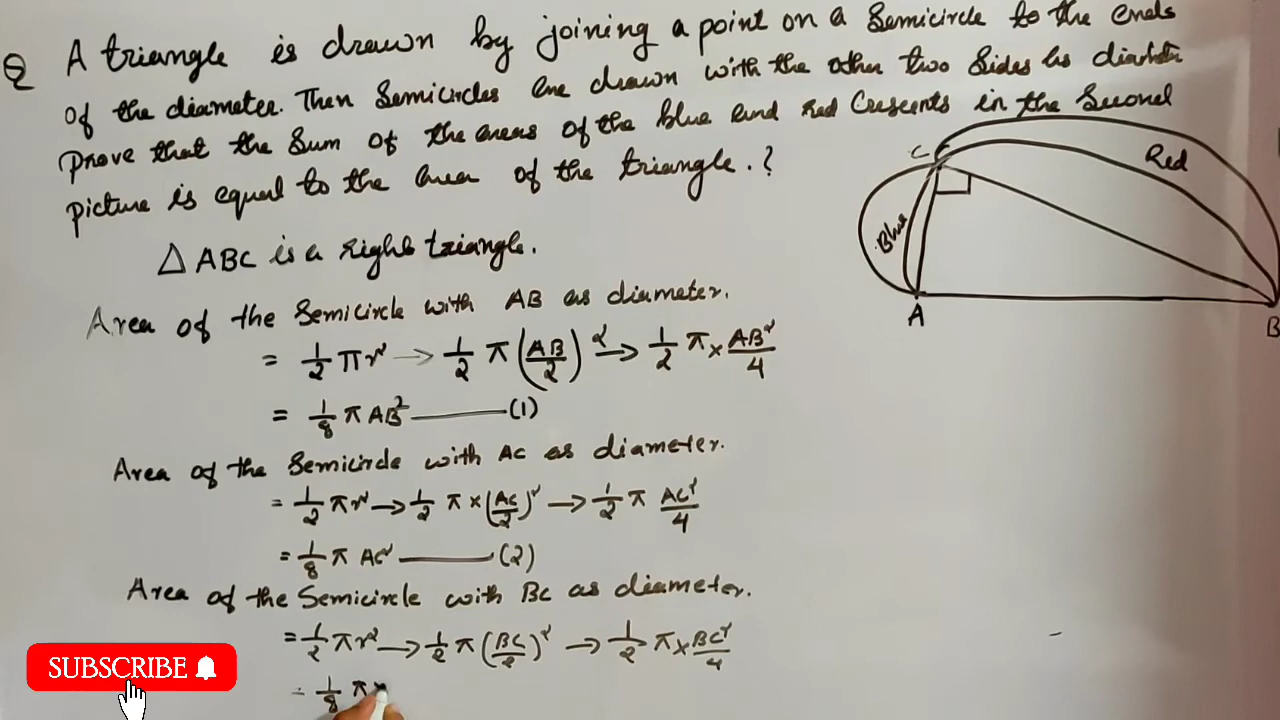 Q A triangle is drawn by joining a point on a Semicircle to the ends
of the diameter. Then Semicircles are drawn with the other two Sides as diameter
prove that the Sum of the areas of the blue and red Crescents in the Second
picture is equal to the area of the triangle.?
△ ABC is a right triangle.
Area of the Semicircle with AB as diameter.
= 1/2 πr² → 1/2 π (AB/2)² → 1/2 π × AB²/4
= 1/8 π AB² ——— (1)
Area of the Semicircle with AC as diameter.
= 1/2 πr² → 1/2 π × (AC/2)² → 1/2 π AC²/4
= 1/8 π AC² ——— (2)
Area of the Semicircle with BC as diameter.
= 1/2 πr² → 1/2 π (BC/2)² → 1/2 π × BC²/4
= 1/8 π
C
Red
Blue
A
B
SUBSCRIBE